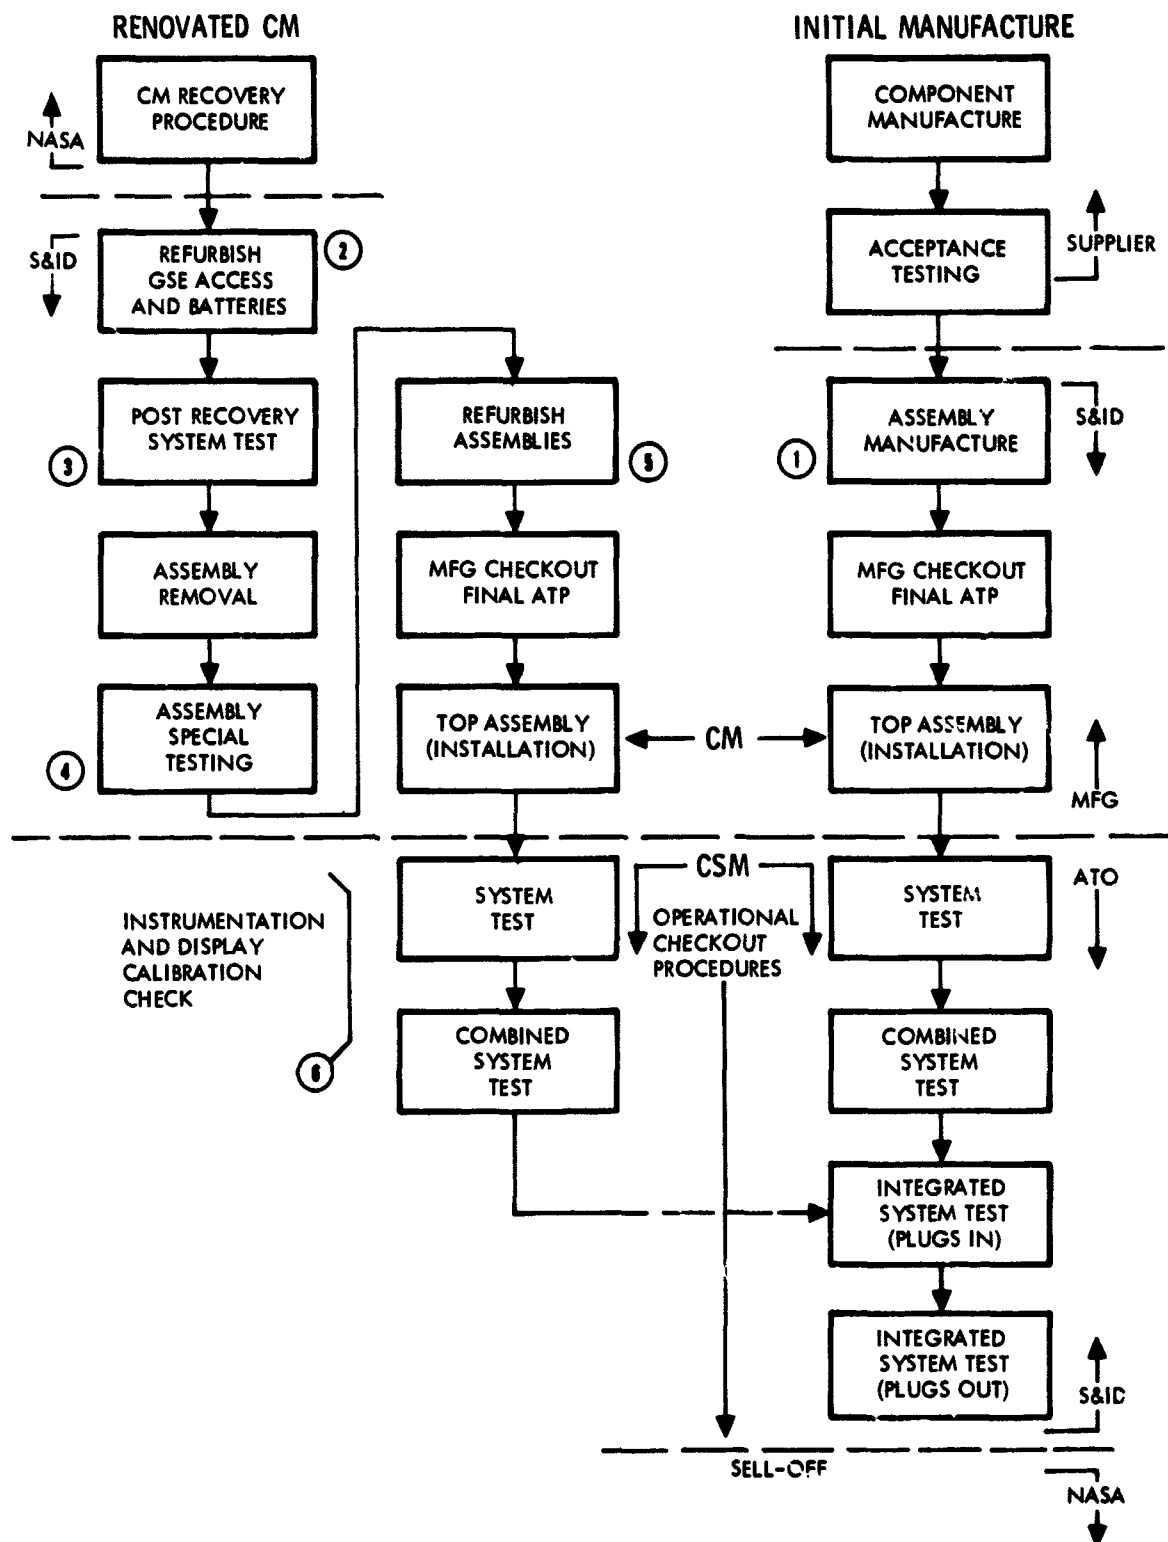 RENOVATED CM
CM RECOVERY
PROCEDURE
NASA
REFURBISH
GSE ACCESS
AND BATTERIES
2
S&ID
POST RECOVERY
SYSTEM TEST
3
ASSEMBLY
REMOVAL
ASSEMBLY
SPECIAL
TESTING
4
REFURBISH
ASSEMBLIES
5
MFG CHECKOUT
FINAL ATP
TOP ASSEMBLY
(INSTALLATION)
CM
SYSTEM
TEST
COMBINED
SYSTEM
TEST
INSTRUMENTATION
AND DISPLAY
CALIBRATION
CHECK
6
CSM
OPERATIONAL
CHECKOUT
PROCEDURES
INITIAL MANUFACTURE
COMPONENT
MANUFACTURE
ACCEPTANCE
TESTING
SUPPLIER
ASSEMBLY
MANUFACTURE
1
S&ID
MFG CHECKOUT
FINAL ATP
TOP ASSEMBLY
(INSTALLATION)
MFG
SYSTEM
TEST
ATO
COMBINED
SYSTEM
TEST
INTEGRATED
SYSTEM TEST
(PLUGS IN)
INTEGRATED
SYSTEM TEST
(PLUGS OUT)
S&ID
SELL-OFF
NASA